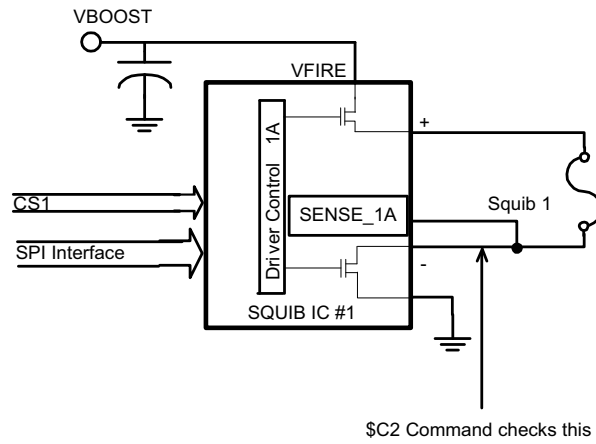 VBOOST
VFIRE
+
Driver Control 1A
CS1
SENSE_1A
Squib 1
SPI Interface
-
SQUIB IC #1
$C2 Command checks this